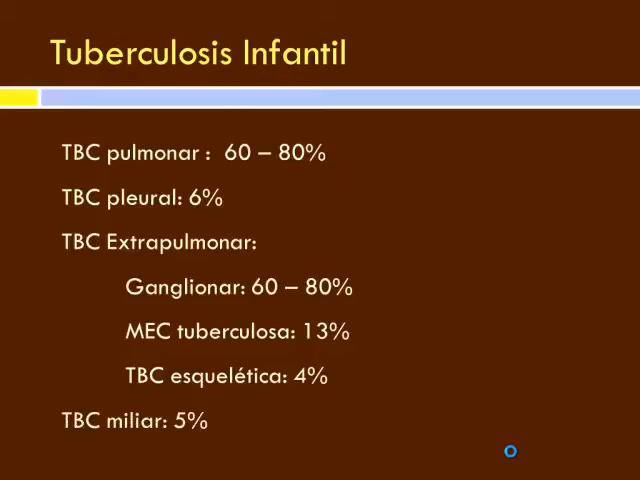 Tuberculosis Infantil
TBC pulmonar : 60 – 80%
TBC pleural: 6%
TBC Extrapulmonar:
Ganglionar: 60 – 80%
MEC tuberculosa: 13%
TBC esquelética: 4%
TBC miliar: 5%